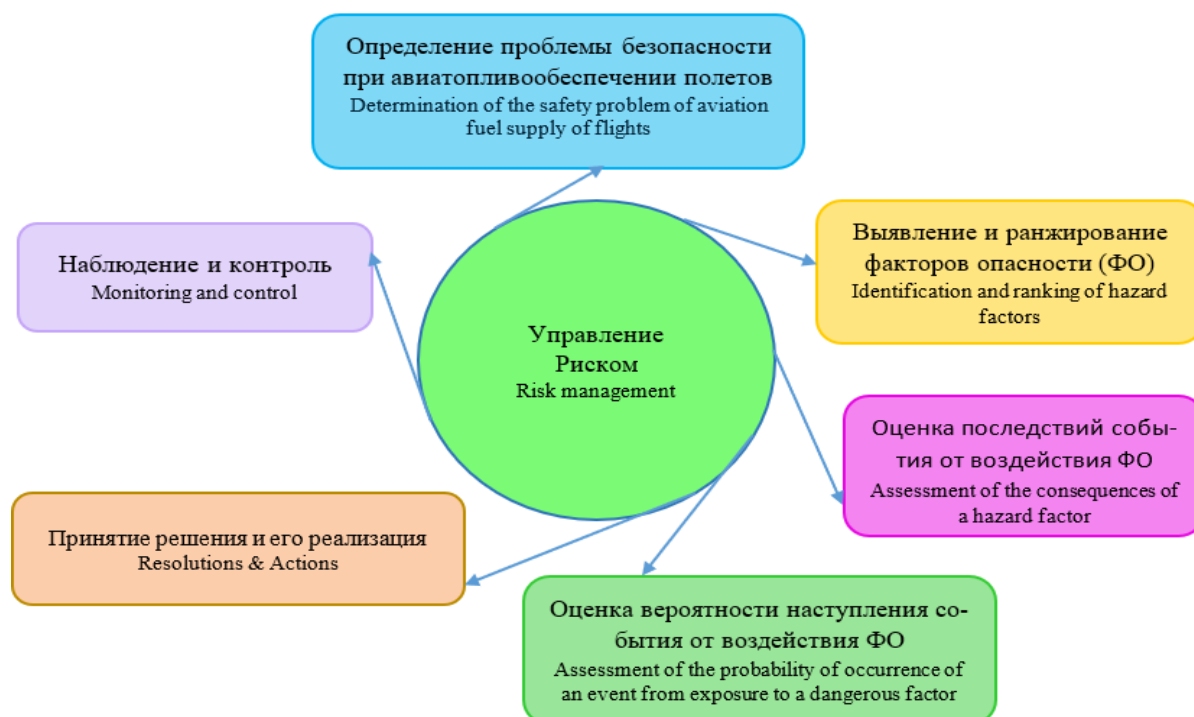 Определение проблемы безопасности
при авиатопливообеспечении полетов
Determination of the safety problem of aviation
fuel supply of flights
Выявление и ранжирование
факторов опасности (ФО)
Identification and ranking of hazard
factors
Наблюдение и контроль
Monitoring and control
Управление
Риском
Risk management
Оценка последствий собы-
тия от воздействия ФО
Assessment of the consequences of
a hazard factor
Принятие решения и его реализация
Resolutions & Actions
Оценка вероятности наступления со-
бытия от воздействия ФО
Assessment of the probability of occurrence of
an event from exposure to a dangerous factor